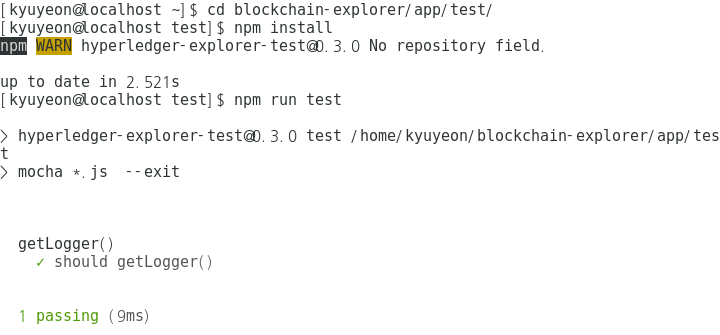 [kyuyeon@localhost ~]$ cd blockchain-explorer/app/test/
[kyuyeon@localhost test]$ npm install
npm WARN hyperledger-explorer-test@0.3.0 No repository field.
up to date in 2.521s
[kyuyeon@localhost test]$ npm run test
> hyperledger-explorer-test@0.3.0 test /home/kyuyeon/blockchain-explorer/app/tes
t
> mocha *.js  --exit
getLogger()
✓ should getLogger()
1 passing (9ms)